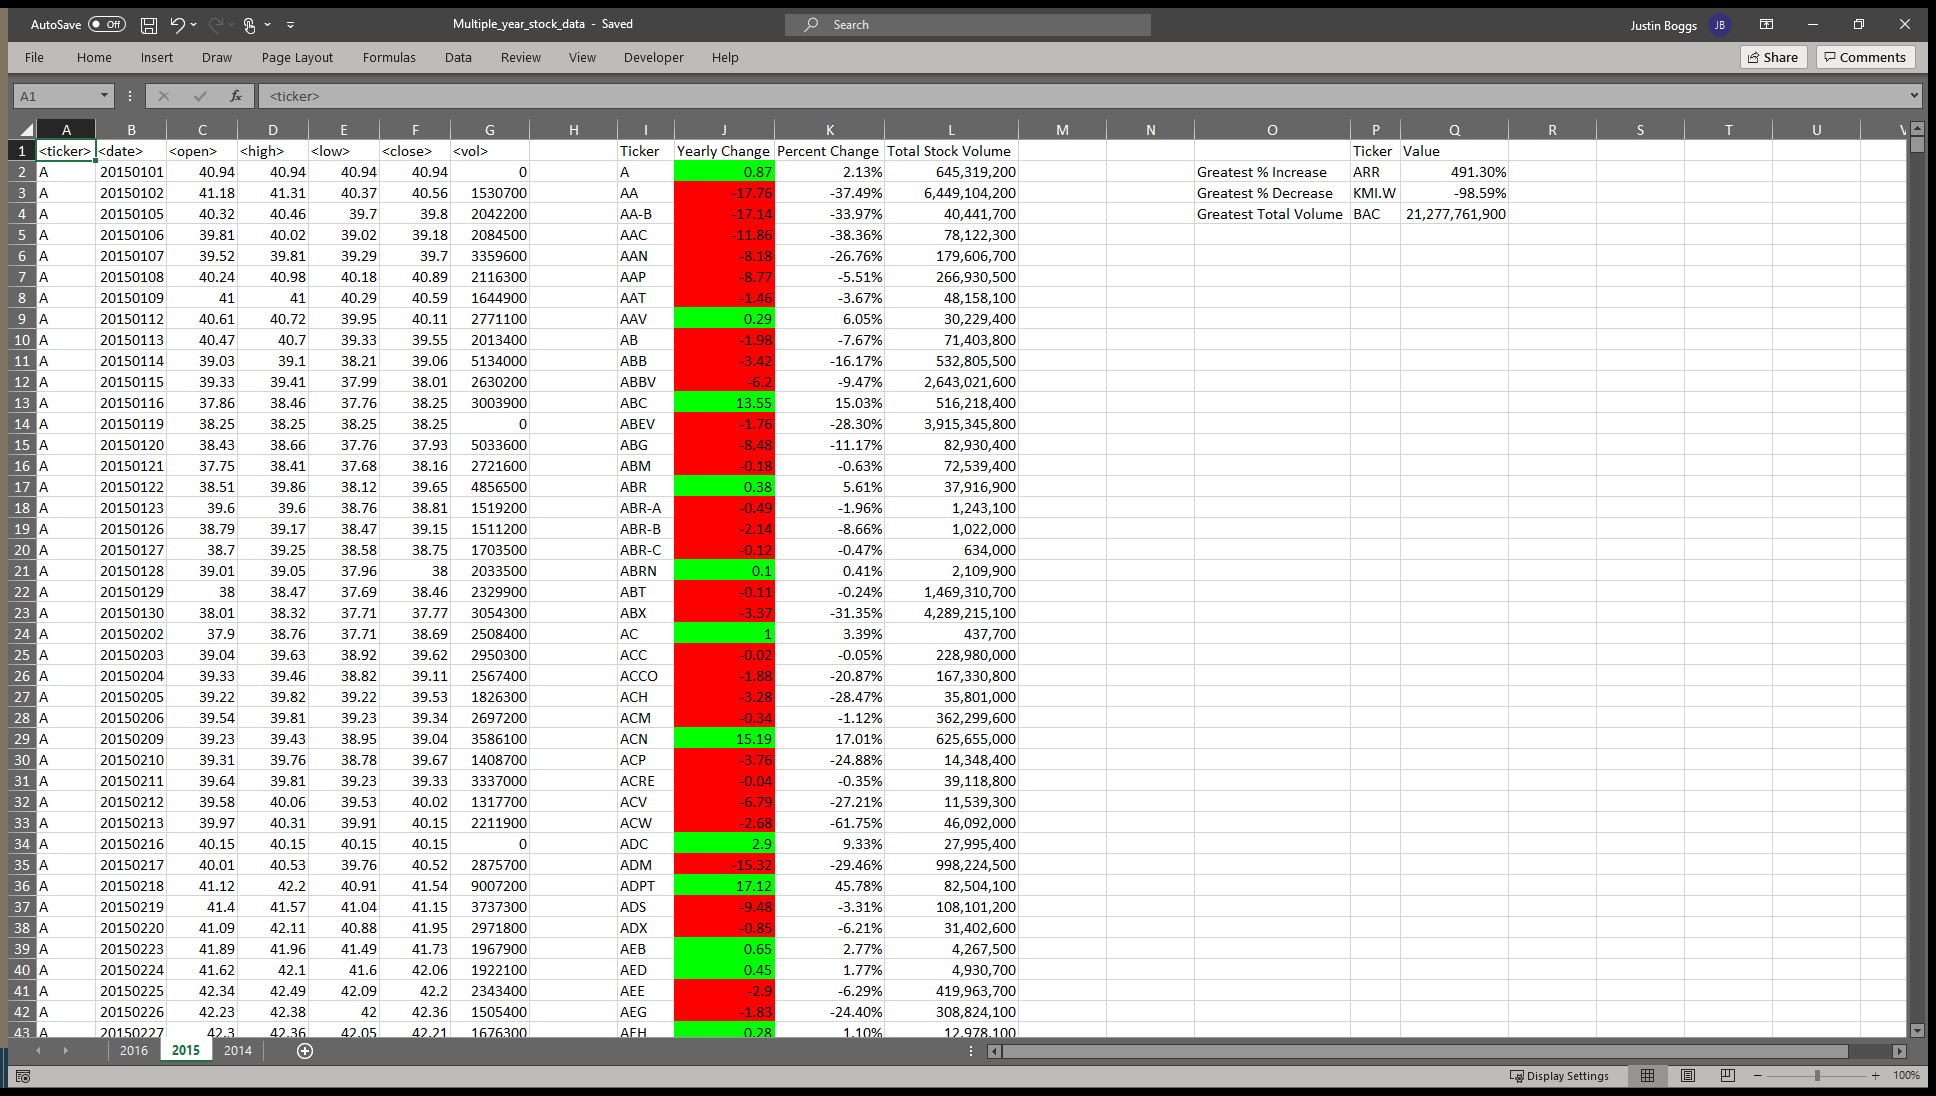 AutoSave Off Multiple_year_stock_data - Saved Search Justin Boggs JB
File Home Insert Draw Page Layout Formulas Data Review View Developer Help Share Comments
A1 fx <ticker>
A B C D E F G H I J K L M N O P Q R S T U V
1 <ticker> <date> <open> <high> <low> <close> <vol> Ticker Yearly Change Percent Change Total Stock Volume Ticker Value
2 A 20150101 40.94 40.94 40.94 40.94 0 A 0.87 2.13% 645,319,200 Greatest % Increase ARR 491.30%
3 A 20150102 41.18 41.31 40.37 40.56 1530700 AA -17.76 -37.49% 6,449,104,200 Greatest % Decrease KMI.W -98.59%
4 A 20150105 40.32 40.46 39.7 39.8 2042200 AA-B -17.14 -33.97% 40,441,700 Greatest Total Volume BAC 21,277,761,900
5 A 20150106 39.81 40.02 39.02 39.18 2084500 AAC -11.86 -38.36% 78,122,300
6 A 20150107 39.52 39.81 39.29 39.7 3359600 AAN -8.18 -26.76% 179,606,700
7 A 20150108 40.24 40.98 40.18 40.89 2116300 AAP -8.77 -5.51% 266,930,500
8 A 20150109 41 41 40.29 40.59 1644900 AAT -1.46 -3.67% 48,158,100
9 A 20150112 40.61 40.72 39.95 40.11 2771100 AAV 0.29 6.05% 30,229,400
10 A 20150113 40.47 40.7 39.33 39.55 2013400 AB -1.98 -7.67% 71,403,800
11 A 20150114 39.03 39.1 38.21 39.06 5134000 ABB -3.42 -16.17% 532,805,500
12 A 20150115 39.33 39.41 37.99 38.01 2630200 ABBV -6.2 -9.47% 2,643,021,600
13 A 20150116 37.86 38.46 37.76 38.25 3003900 ABC 13.55 15.03% 516,218,400
14 A 20150119 38.25 38.25 38.25 38.25 0 ABEV -1.76 -28.30% 3,915,345,800
15 A 20150120 38.43 38.66 37.76 37.93 5033600 ABG -8.48 -11.17% 82,930,400
16 A 20150121 37.75 38.41 37.68 38.16 2721600 ABM -0.18 -0.63% 72,539,400
17 A 20150122 38.51 39.86 38.12 39.65 4856500 ABR 0.38 5.61% 37,916,900
18 A 20150123 39.6 39.6 38.76 38.81 1519200 ABR-A -0.49 -1.96% 1,243,100
19 A 20150126 38.79 39.17 38.47 39.15 1511200 ABR-B -2.14 -8.66% 1,022,000
20 A 20150127 38.7 39.25 38.58 38.75 1703500 ABR-C -0.12 -0.47% 634,000
21 A 20150128 39.01 39.05 37.96 38 2033500 ABRN 0.1 0.41% 2,109,900
22 A 20150129 38 38.47 37.69 38.46 2329900 ABT -0.11 -0.24% 1,469,310,700
23 A 20150130 38.01 38.32 37.71 37.77 3054300 ABX -3.37 -31.35% 4,289,215,100
24 A 20150202 37.9 38.76 37.71 38.69 2508400 AC 1 3.39% 437,700
25 A 20150203 39.04 39.63 38.92 39.62 2950300 ACC -0.02 -0.05% 228,980,000
26 A 20150204 39.33 39.46 38.82 39.11 2567400 ACCO -1.88 -20.87% 167,330,800
27 A 20150205 39.22 39.82 39.22 39.53 1826300 ACH -3.28 -28.47% 35,801,000
28 A 20150206 39.54 39.81 39.23 39.34 2697200 ACM -0.34 -1.12% 362,299,600
29 A 20150209 39.23 39.43 38.95 39.04 3586100 ACN 15.19 17.01% 625,655,000
30 A 20150210 39.31 39.76 38.78 39.67 1408700 ACP -3.76 -24.88% 14,348,400
31 A 20150211 39.64 39.81 39.23 39.33 3337000 ACRE -0.04 -0.35% 39,118,800
32 A 20150212 39.58 40.06 39.53 40.02 1317700 ACV -6.79 -27.21% 11,539,300
33 A 20150213 39.97 40.31 39.91 40.15 2211900 ACW -2.68 -61.75% 46,092,000
34 A 20150216 40.15 40.15 40.15 40.15 0 ADC 2.9 9.33% 27,995,400
35 A 20150217 40.01 40.53 39.76 40.52 2875700 ADM -15.32 -29.46% 998,224,500
36 A 20150218 41.12 42.2 40.91 41.54 9007200 ADPT 17.12 45.78% 82,504,100
37 A 20150219 41.4 41.57 41.04 41.15 3737300 ADS -9.48 -3.31% 108,101,200
38 A 20150220 41.09 42.11 40.88 41.95 2971800 ADX -0.85 -6.21% 31,402,600
39 A 20150223 41.89 41.96 41.49 41.73 1967900 AEB 0.65 2.77% 4,267,500
40 A 20150224 41.62 42.1 41.6 42.06 1922100 AED 0.45 1.77% 4,930,700
41 A 20150225 42.34 42.49 42.09 42.2 2343400 AEE -2.9 -6.29% 419,963,700
42 A 20150226 42.23 42.38 42 42.36 1505400 AEG -1.83 -24.40% 308,824,100
43 A 20150227 42.3 42.36 42.05 42.21 1676300 AEH 0.28 1.10% 12,978,100
2016 2015 2014
Display Settings 100%